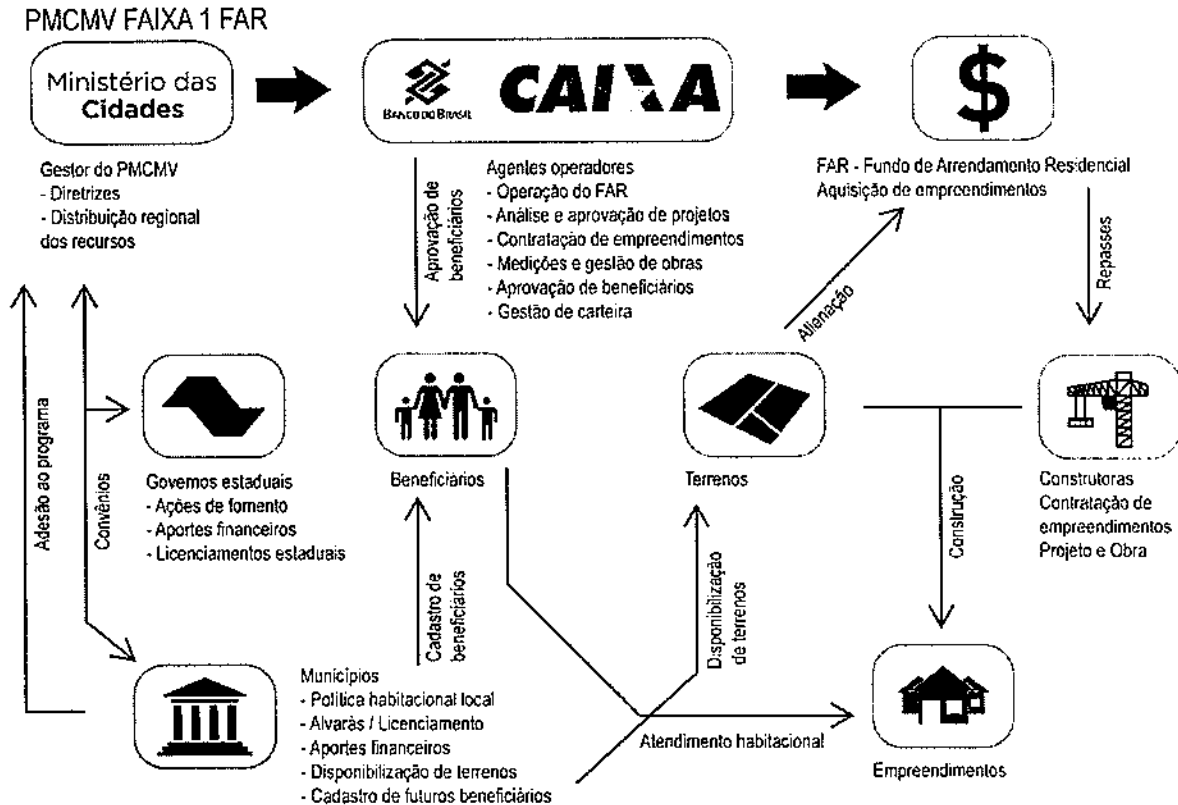 PMCMV FAIXA 1 FAR
Ministério das
Cidades
BANCO DO BRASIL
CAIXA
$
Gestor do PMCMV
- Diretrizes
- Distribuição regional
dos recursos
Aprovação de
beneficiários
Agentes operadores
- Operação do FAR
- Análise e aprovação de projetos
- Contratação de empreendimentos
- Medições e gestão de obras
- Aprovação de beneficiários
- Gestão de carteira
FAR - Fundo de Arrendamento Residencial
Aquisição de empreendimentos
Alienação
Repasses
Adesão ao programa
Convênios
Governos estaduais
- Ações de fomento
- Aportes financeiros
- Licenciamentos estaduais
Beneficiários
Terrenos
Construção
Construtoras
Contratação de
empreendimentos
Projeto e Obra
Cadastro de
beneficiários
Disponibilização
de terrenos
Municípios
- Política habitacional local
- Alvarás / Licenciamento
- Aportes financeiros
- Disponibilização de terrenos
- Cadastro de futuros beneficiários
Atendimento habitacional
Empreendimentos